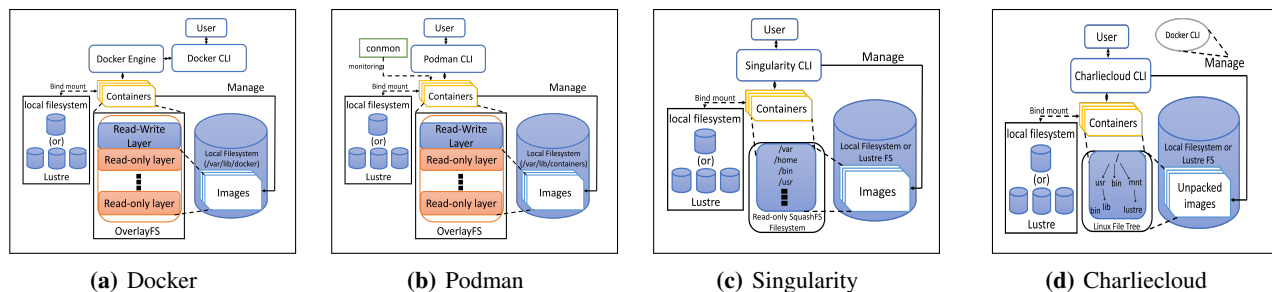 User
Docker Engine
Docker CLI
Bind mount
Containers
Manage
local filesystem
(or)
Lustre
Read-Write
Layer
Read-only layer
Read-only layer
OverlayFS
Local Filesystem
(/var/lib/docker)
Images
(a) Docker
User
conmon
monitoring
Podman CLI
Bind mount
Containers
Manage
local filesystem
(or)
Lustre
Read-Write
Layer
Read-only layer
Read-only layer
OverlayFS
Local Filesystem
(/var/lib/containers)
Images
(b) Podman
User
Singularity CLI
Manage
Bind mount
Containers
local filesystem
(or)
Lustre
/var
/home
/bin
/usr
Read-only SquashFS
Filesystem
Local Filesystem or
Lustre FS
Images
(c) Singularity
User
Docker CLI
Manage
Charliecloud CLI
Bind mount
Containers
local filesystem
(or)
Lustre
/
usr bin mnt
bin lib lustre
Linux File Tree
Local Filesystem or
Lustre FS
Unpacked
images
(d) Charliecloud